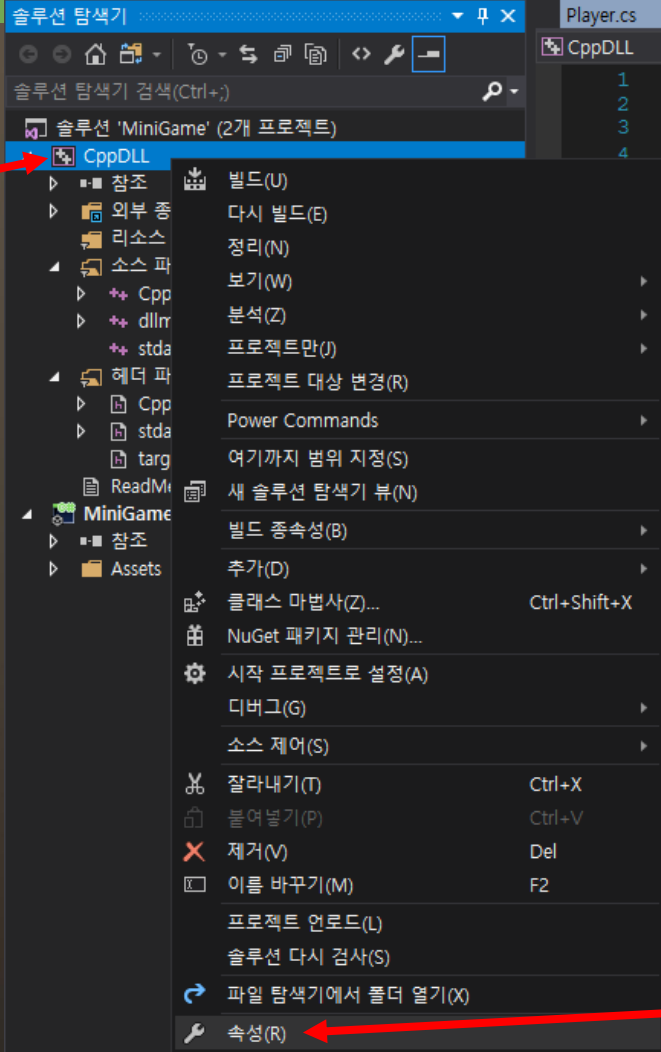 솔루션 탐색기
Player.cs
CppDLL
솔루션 탐색기 검색(Ctrl+;)
1
2
3
4
솔루션 'MiniGame' (2개 프로젝트)
CppDLL
참조
외부 종
리소스
소스 파
Cpp
dllm
stda
헤더 파
Cpp
stda
targ
ReadMe
MiniGame
참조
Assets
빌드(U)
다시 빌드(E)
정리(N)
보기(W)
분석(Z)
프로젝트만(J)
프로젝트 대상 변경(R)
Power Commands
여기까지 범위 지정(S)
새 솔루션 탐색기 뷰(N)
빌드 종속성(B)
추가(D)
클래스 마법사(Z)... Ctrl+Shift+X
NuGet 패키지 관리(N)...
시작 프로젝트로 설정(A)
디버그(G)
소스 제어(S)
잘라내기(T) Ctrl+X
붙여넣기(P) Ctrl+V
제거(V) Del
이름 바꾸기(M) F2
프로젝트 언로드(L)
솔루션 다시 검사(S)
파일 탐색기에서 폴더 열기(X)
속성(R)